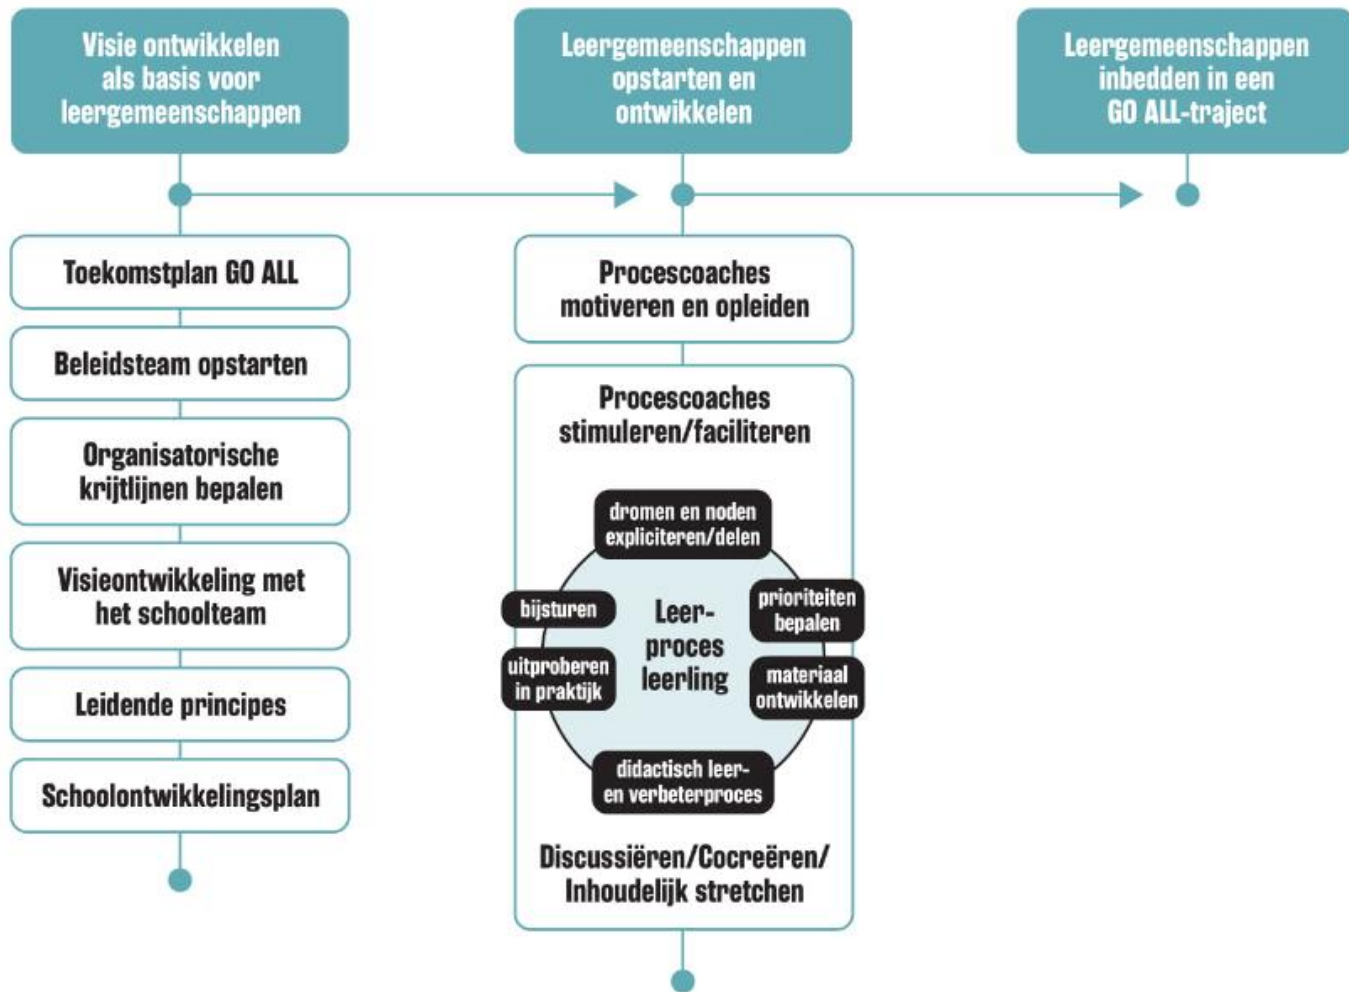 Visie ontwikkelen
als basis voor
leergemeenschappen
Leergemeenschappen
opstarten en
ontwikkelen
Leergemeenschappen
inbedden in een
GO ALL-traject
Toekomstplan GO ALL
Beleidsteam opstarten
Organisatorische
krijtlijnen bepalen
Visieontwikkeling met
het schoolteam
Leidende principes
Schoolontwikkelingsplan
Procescoaches
motiveren en opleiden
Procescoaches
stimuleren/faciliteren
dromen en noden
expliciteren/delen
prioriteiten
bepalen
materiaal
ontwikkelen
didactisch leer-
en verbeterproces
uitproberen
in praktijk
bijsturen
Leer-
proces
leerling
Discussiëren/Cocreëren/
Inhoudelijk stretchen